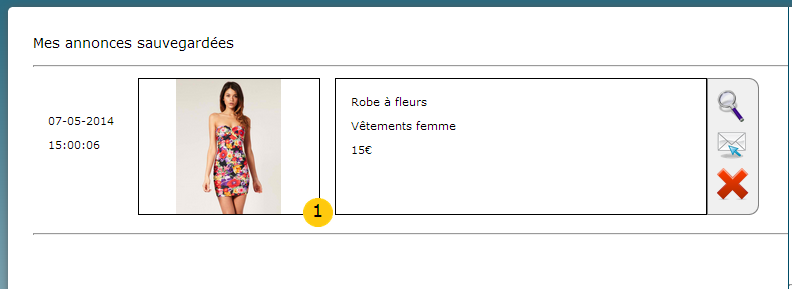 Mes annonces sauvegardées
07-05-2014
15:00:06
1
Robe à fleurs
Vêtements femme
15€